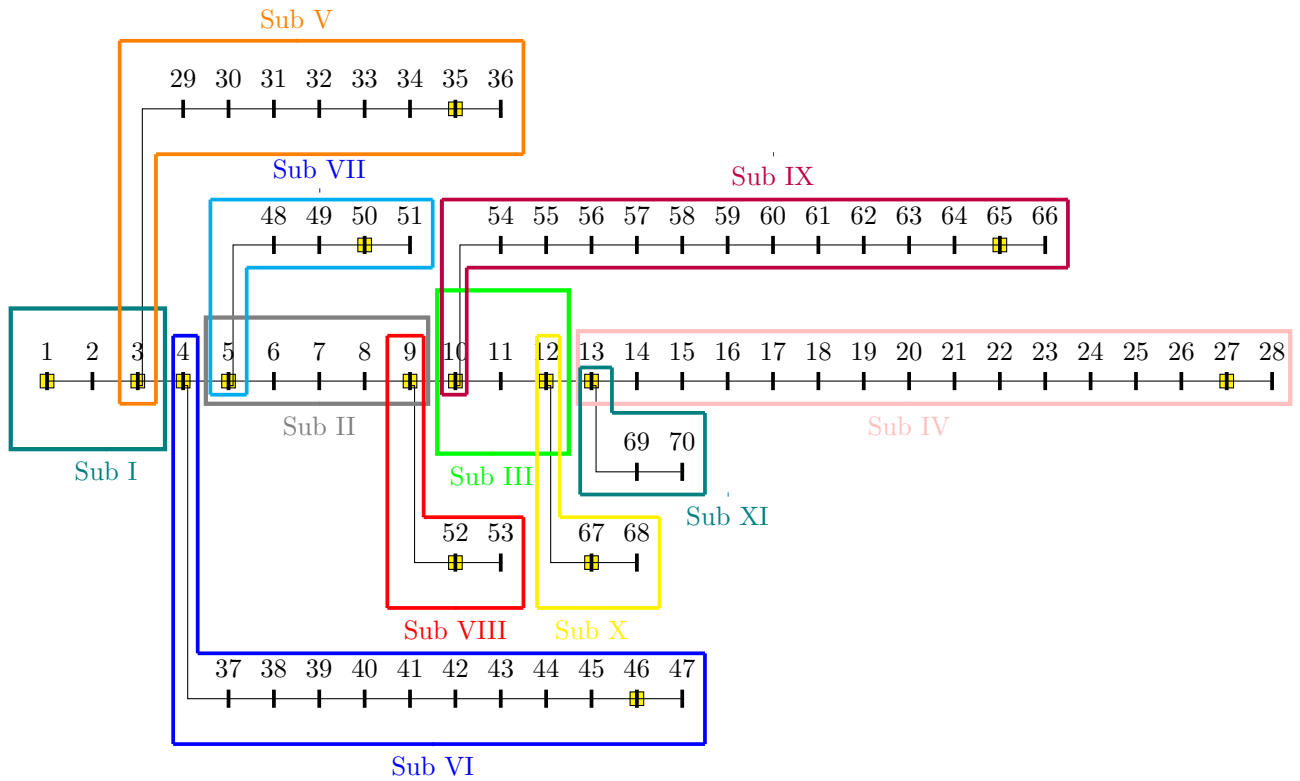 Sub V
29 30 31 32 33 34 35 36
Sub VII
Sub IX
48 49 50 51
54 55 56 57 58 59 60 61 62 63 64 65 66
1 2 3 4 5 6 7 8 9 10 11 12 13 14 15 16 17 18 19 20 21 22 23 24 25 26 27 28
Sub II
Sub IV
Sub I
Sub III
69 70
Sub XI
52 53
67 68
Sub VIII
Sub X
37 38 39 40 41 42 43 44 45 46 47
Sub VI